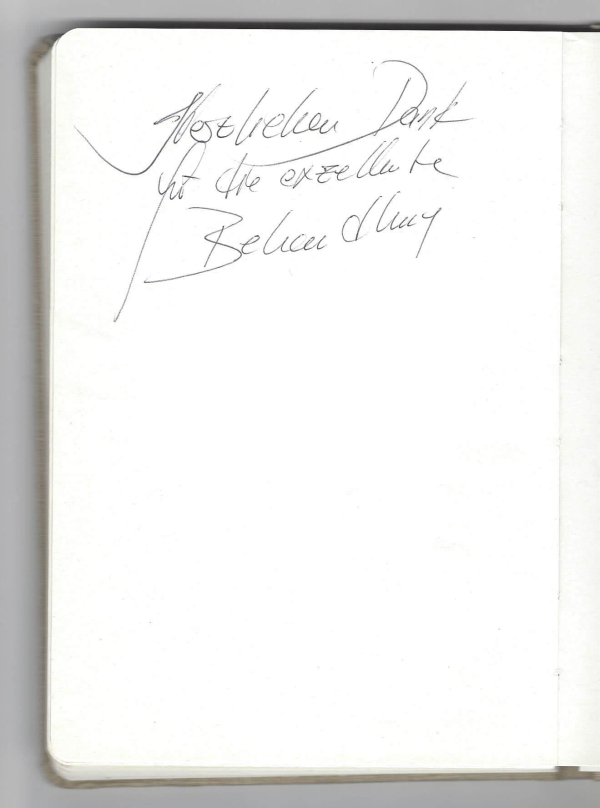 Herzlichen Dank
für die exzellente
Behandlung